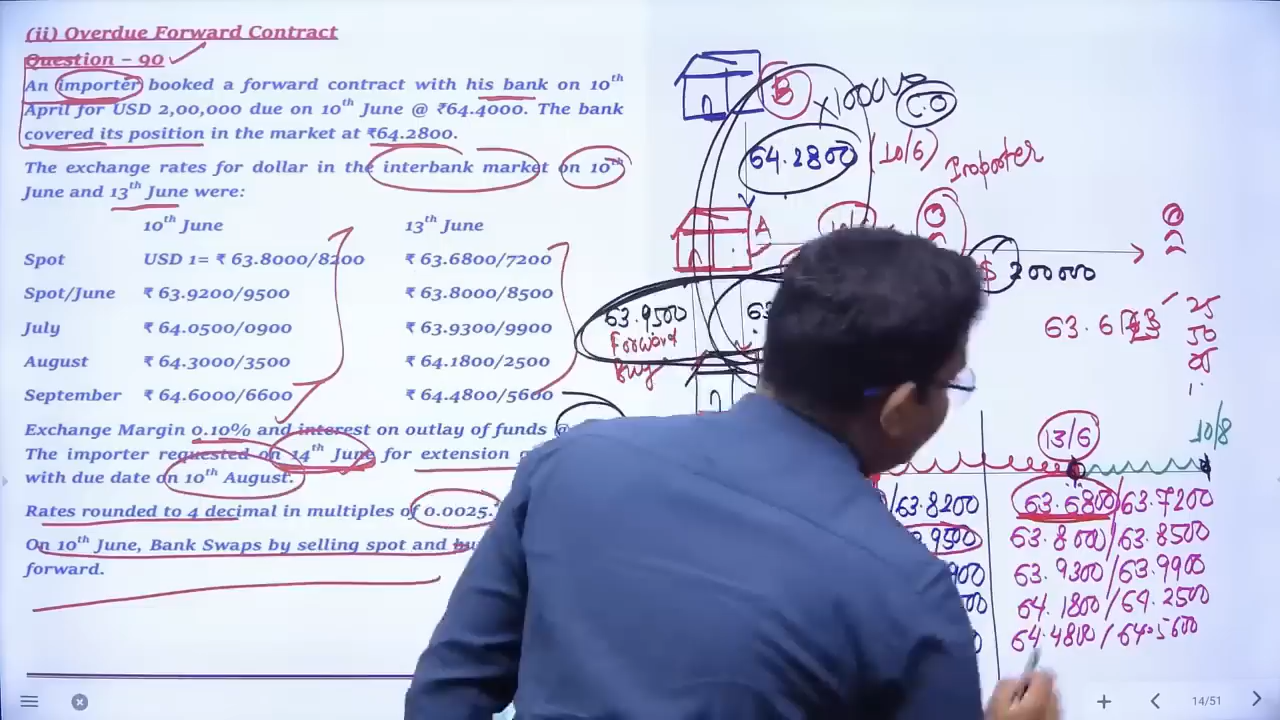 (ii) Overdue Forward Contract
Question – 90
An importer booked a forward contract with his bank on 10th
April for USD 2,00,000 due on 10th June @ ₹64.4000. The bank
covered its position in the market at ₹64.2800.
The exchange rates for dollar in the interbank market on 10th
June and 13th June were:
10th June 13th June
Spot USD 1= ₹ 63.8000/8200 ₹ 63.6800/7200
Spot/June ₹ 63.9200/9500 ₹ 63.8000/8500
July ₹ 64.0500/0900 ₹ 63.9300/9900
August ₹ 64.3000/3500 ₹ 64.1800/2500
September ₹ 64.6000/6600 ₹ 64.4800/5600
Exchange Margin 0.10% and interest on outlay of funds @
The importer requested on 14th June for extension
with due date on 10th August.
Rates rounded to 4 decimal in multiples of 0.0025.
On 10th June, Bank Swaps by selling spot and
forward.
B
64.2800
10/6
Importer
A
$ 200000
63.9500
Forward
Buy
25
50
13/6
10/8
/63.8200
63.6800/63.7200
9500
63.8000/63.8500
900
63.9300/63.9900
64.1800/64.2500
64.4800/64.5600
14/51